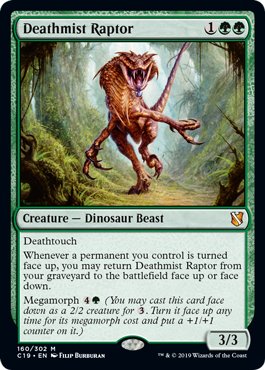 Deathmist Raptor 1
Creature — Dinosaur Beast
Deathtouch
Whenever a permanent you control is turned
face up, you may return Deathmist Raptor from
your graveyard to the battlefield face up or face
down.
Megamorph 4 (You may cast this card face
down as a 2/2 creature for 3. Turn it face up any
time for its megamorph cost and put a +1/+1
counter on it.)
3/3
160/302 M
C19 • EN FILIP BURBURAN
™ & © 2019 Wizards of the Coast